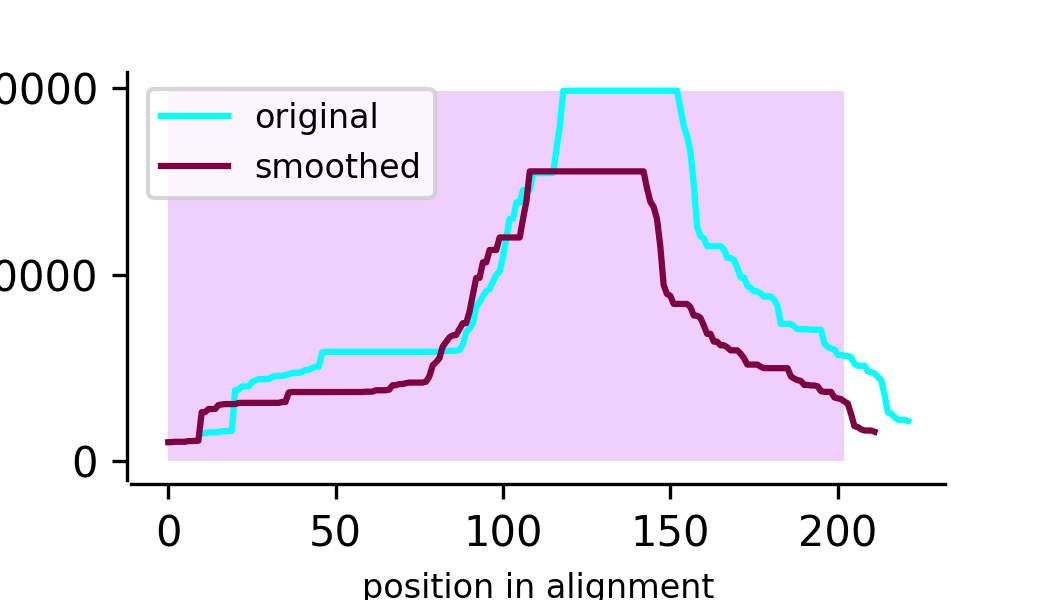 original
smoothed
0
0 50 100 150 200
position in alignment